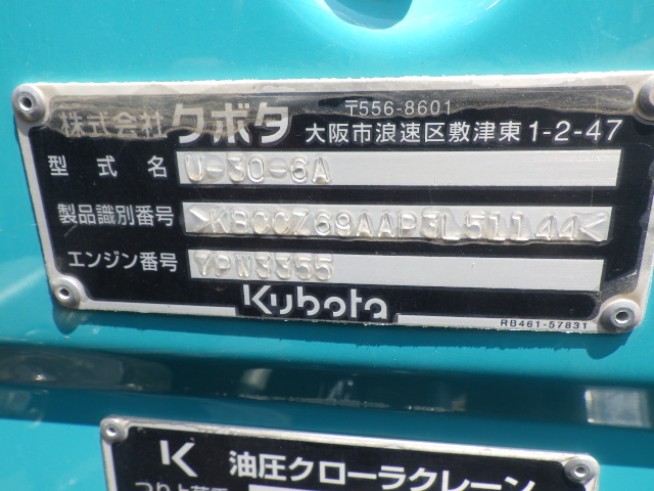 株式会社 クボタ 〒556-8601
大阪市浪速区敷津東1-2-47
型式名 U-30-6A
製品識別番号 >KBCCZ69AAP3L51144<
エンジン番号 7PW3355
Kubota
RB461-57831
K 油圧クローラクレーン